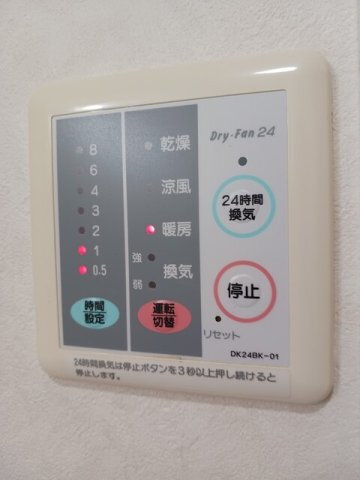 Dry-Fan 24
8
6
4
3
2
1
0.5
時間
設定
乾燥
涼風
暖房
強
換気
弱
運転
切替
24時間
換気
停止
リセット
DK24BK-01
24時間換気は停止ボタンを3秒以上押し続けると
停止します。